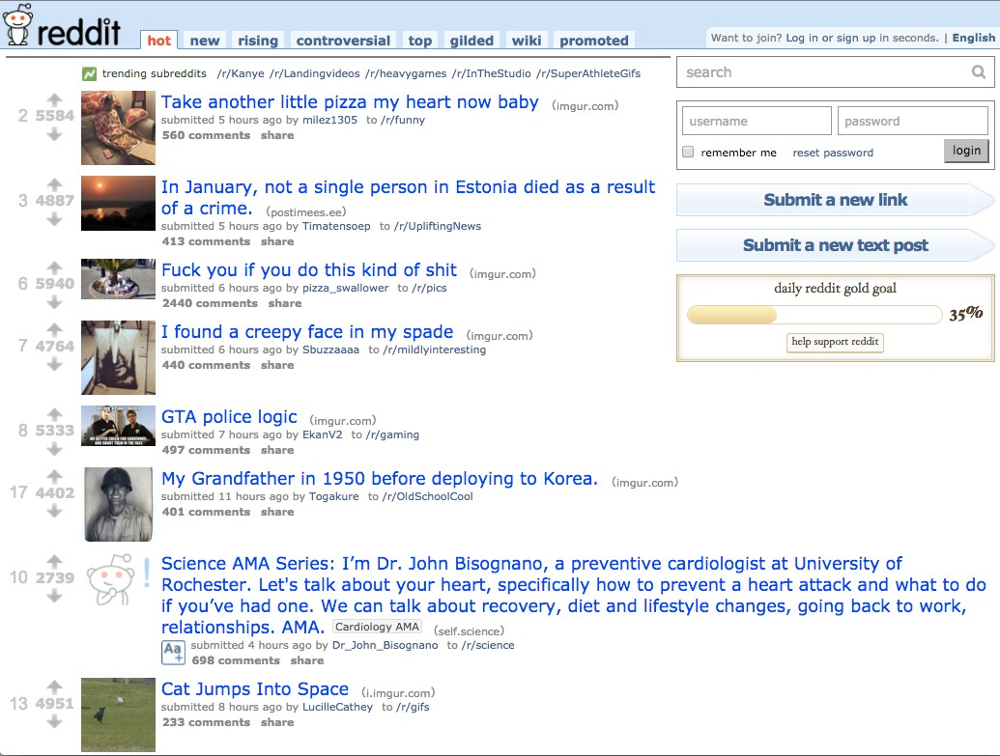 reddit
hot new rising controversial top gilded wiki promoted
Want to join? Log in or sign up in seconds. | English
trending subreddits /r/Kanye /r/Landingvideos /r/heavygames /r/InTheStudio /r/SuperAthleteGifs
search
username password
remember me reset password login
Submit a new link
Submit a new text post
daily reddit gold goal
35%
help support reddit
2 5584
Take another little pizza my heart now baby (imgur.com)
submitted 5 hours ago by milez1305 to /r/funny
560 comments share
3 4887
In January, not a single person in Estonia died as a result
of a crime. (postimees.ee)
submitted 5 hours ago by Timatensoep to /r/UpliftingNews
413 comments share
6 5940
Fuck you if you do this kind of shit (imgur.com)
submitted 6 hours ago by pizza_swallower to /r/pics
2440 comments share
7 4764
I found a creepy face in my spade (imgur.com)
submitted 6 hours ago by Sbuzzaaaa to /r/mildlyinteresting
440 comments share
8 5333
GTA police logic (imgur.com)
submitted 7 hours ago by EkanV2 to /r/gaming
497 comments share
WE BETTER CHECK FOR SURVIVORS
AND SHOOT THEM IN THE FACE
17 4402
My Grandfather in 1950 before deploying to Korea. (imgur.com)
submitted 11 hours ago by Togakure to /r/OldSchoolCool
401 comments share
10 2739
!
Science AMA Series: I’m Dr. John Bisognano, a preventive cardiologist at University of
Rochester. Let's talk about your heart, specifically how to prevent a heart attack and what to do
if you’ve had one. We can talk about recovery, diet and lifestyle changes, going back to work,
relationships. AMA. Cardiology AMA (self.science)
Aa+ submitted 4 hours ago by Dr_John_Bisognano to /r/science
698 comments share
13 4951
Cat Jumps Into Space (i.imgur.com)
submitted 8 hours ago by LucilleCathey to /r/gifs
233 comments share